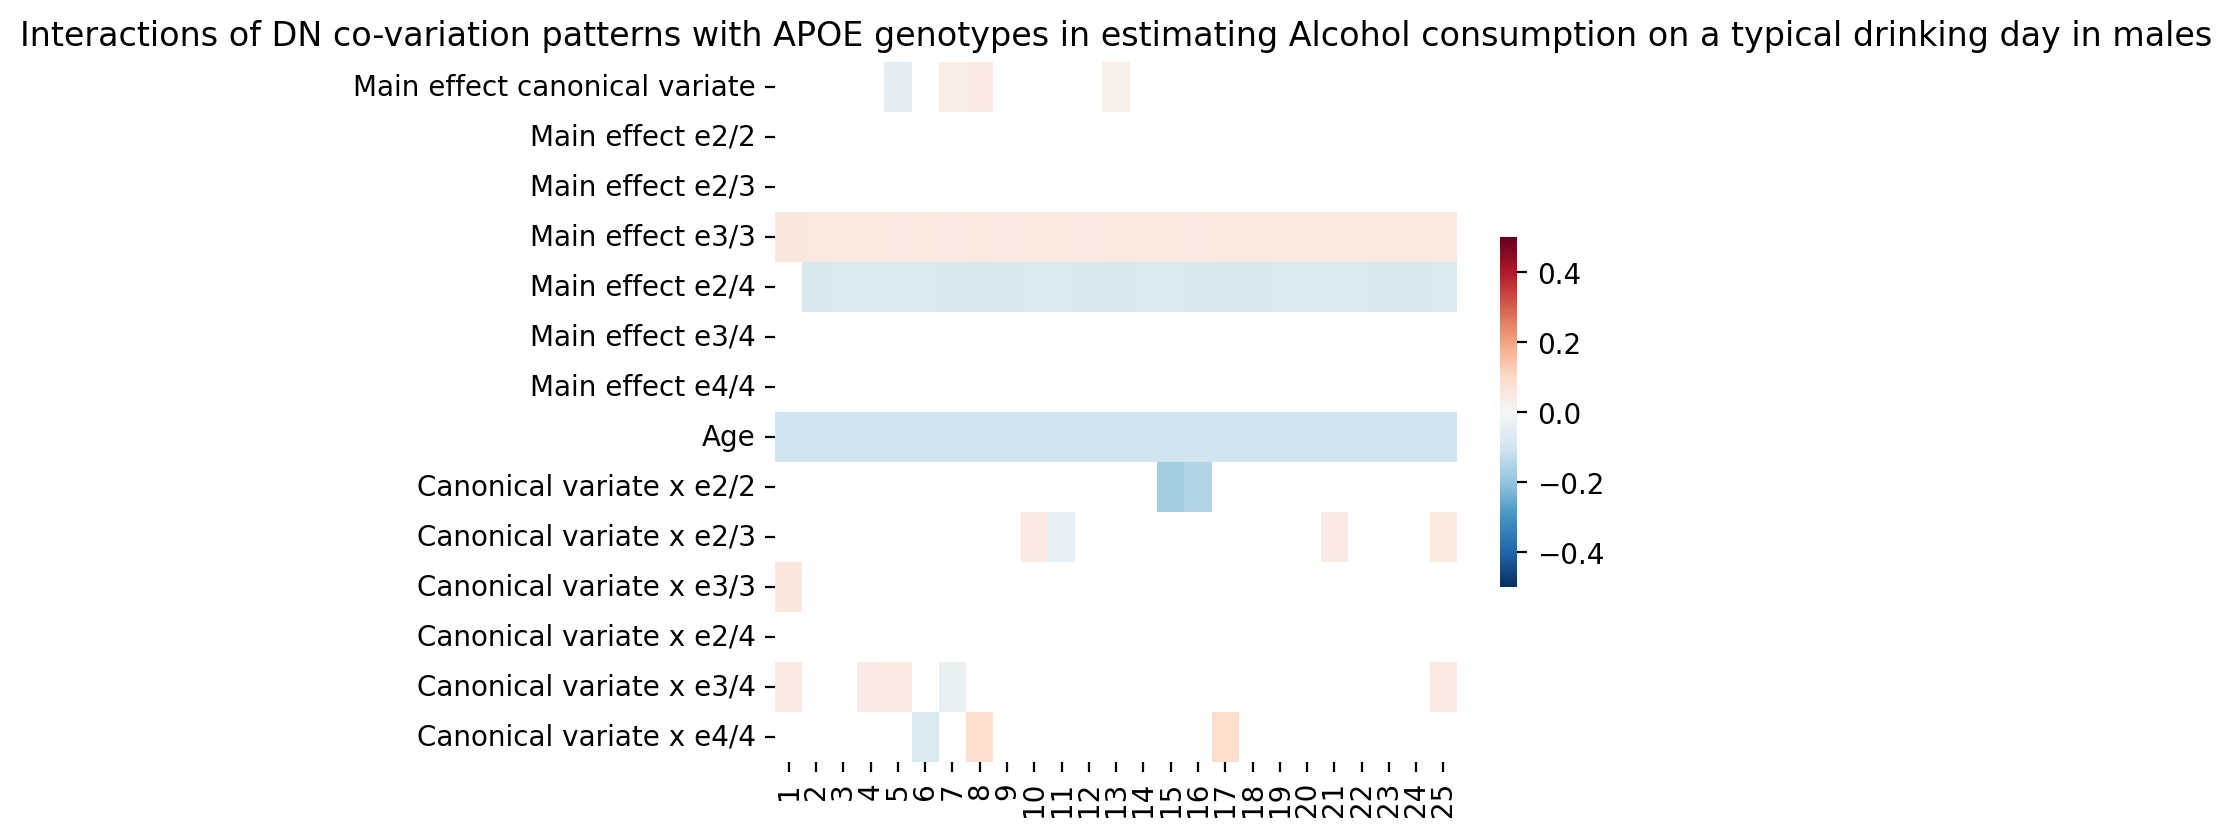 Interactions of DN co-variation patterns with APOE genotypes in estimating Alcohol consumption on a typical drinking day in males
Main effect canonical variate
Main effect e2/2
Main effect e2/3
Main effect e3/3
Main effect e2/4
Main effect e3/4
Main effect e4/4
Age
Canonical variate x e2/2
Canonical variate x e2/3
Canonical variate x e3/3
Canonical variate x e2/4
Canonical variate x e3/4
Canonical variate x e4/4
1 2 3 4 5 6 7 8 9 10 11 12 13 14 15 16 17 18 19 20 21 22 23 24 25
0.4
0.2
0.0
−0.2
−0.4